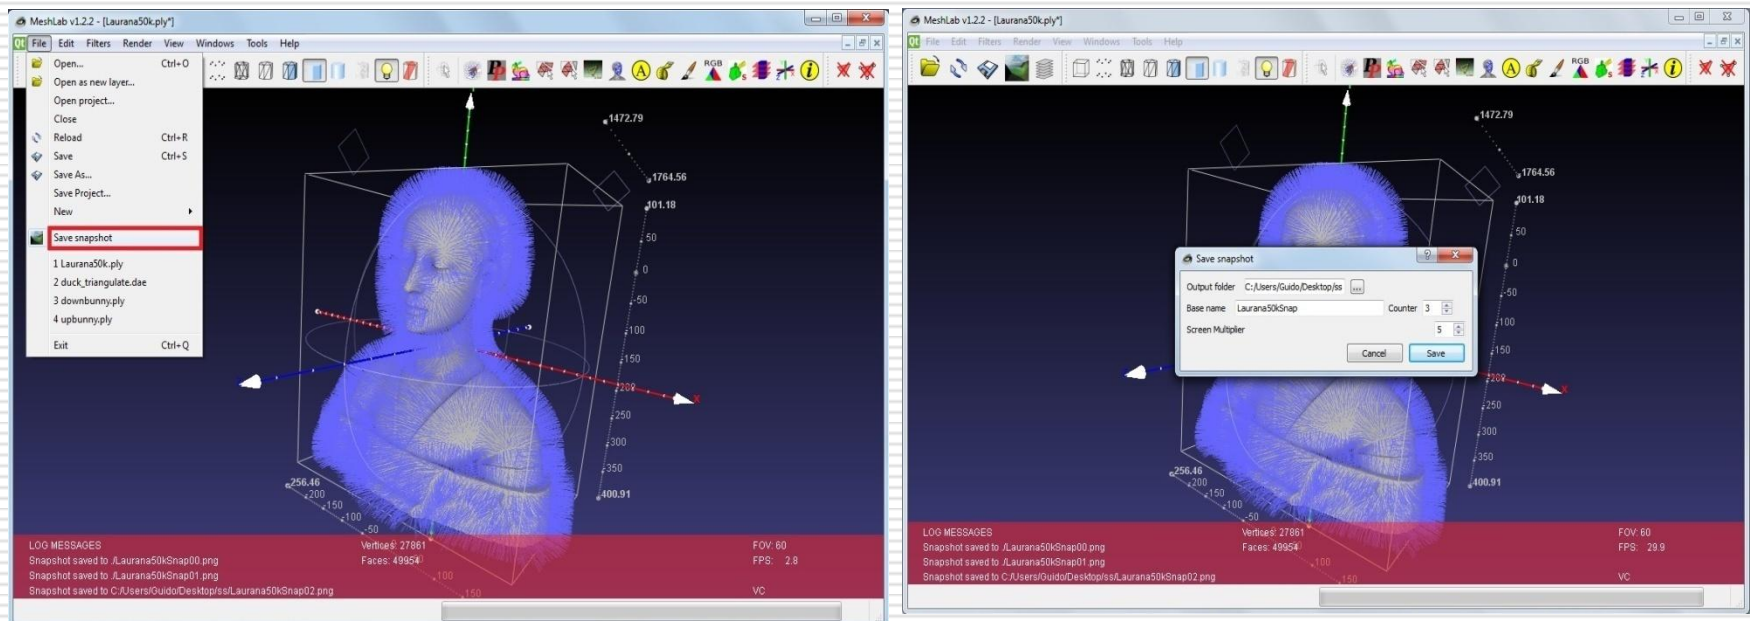 MeshLab v1.2.2 - [Laurana50k.ply*]
File Edit Filters Render View Windows Tools Help
Open... Ctrl+O
Open as new layer...
Open project...
Close
Reload Ctrl+R
Save Ctrl+S
Save As...
Save Project...
New
Save snapshot
1 Laurana50k.ply
2 duck_triangulate.dae
3 downbunny.ply
4 upbunny.ply
Exit Ctrl+Q
RGB
1472.79
1764.56
101.18
50
0
-50
-100
-150
-200
-250
-300
-350
-400.91
256.46
200
150
100
50
-100
-150
X
LOG MESSAGES
Snapshot saved to ./Laurana50kSnap00.png
Snapshot saved to ./Laurana50kSnap01.png
Snapshot saved to C:/Users/Guido/Desktop/ss/Laurana50kSnap02.png
Vertices: 27861
Faces: 49954
FOV: 60
FPS: 2.8
VC
MeshLab v1.2.2 - [Laurana50k.ply*]
File Edit Filters Render View Windows Tools Help
RGB
1472.79
1764.56
101.18
50
0
-50
-100
-150
-200
-250
-300
-350
-400.91
256.46
200
150
100
50
-100
-150
X
Save snapshot
Output folder C:/Users/Guido/Desktop/ss ...
Base name Laurana50kSnap Counter 3
Screen Multiplier 5
Cancel Save
LOG MESSAGES
Snapshot saved to ./Laurana50kSnap00.png
Snapshot saved to ./Laurana50kSnap01.png
Snapshot saved to C:/Users/Guido/Desktop/ss/Laurana50kSnap02.png
Vertices: 27861
Faces: 49954
FOV: 60
FPS: 29.9
VC